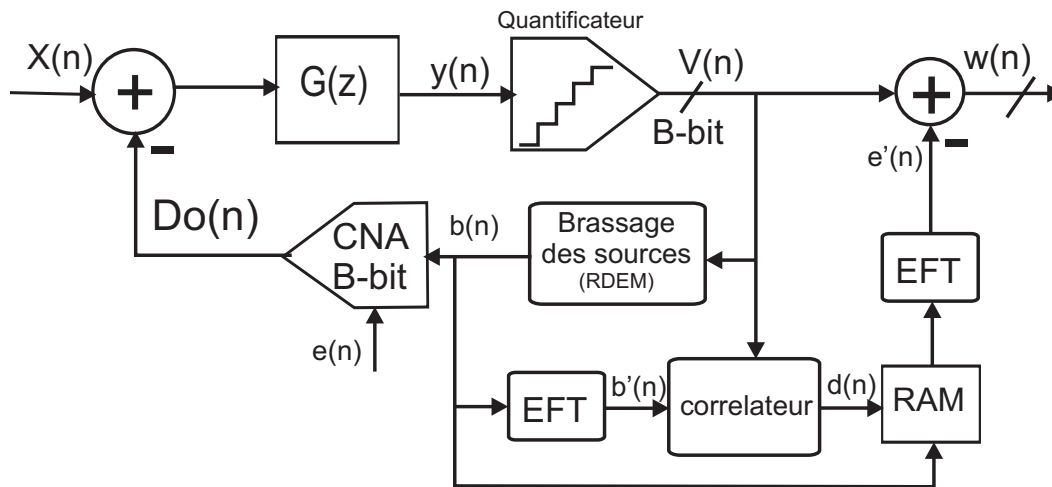 Quantificateur
X(n)
+
G(z)
y(n)
V(n)
B-bit
+
w(n)
e'(n)
Do(n)
CNA
B-bit
b(n)
Brassage
des sources
(RDEM)
EFT
e(n)
EFT
b'(n)
correlateur
d(n)
RAM